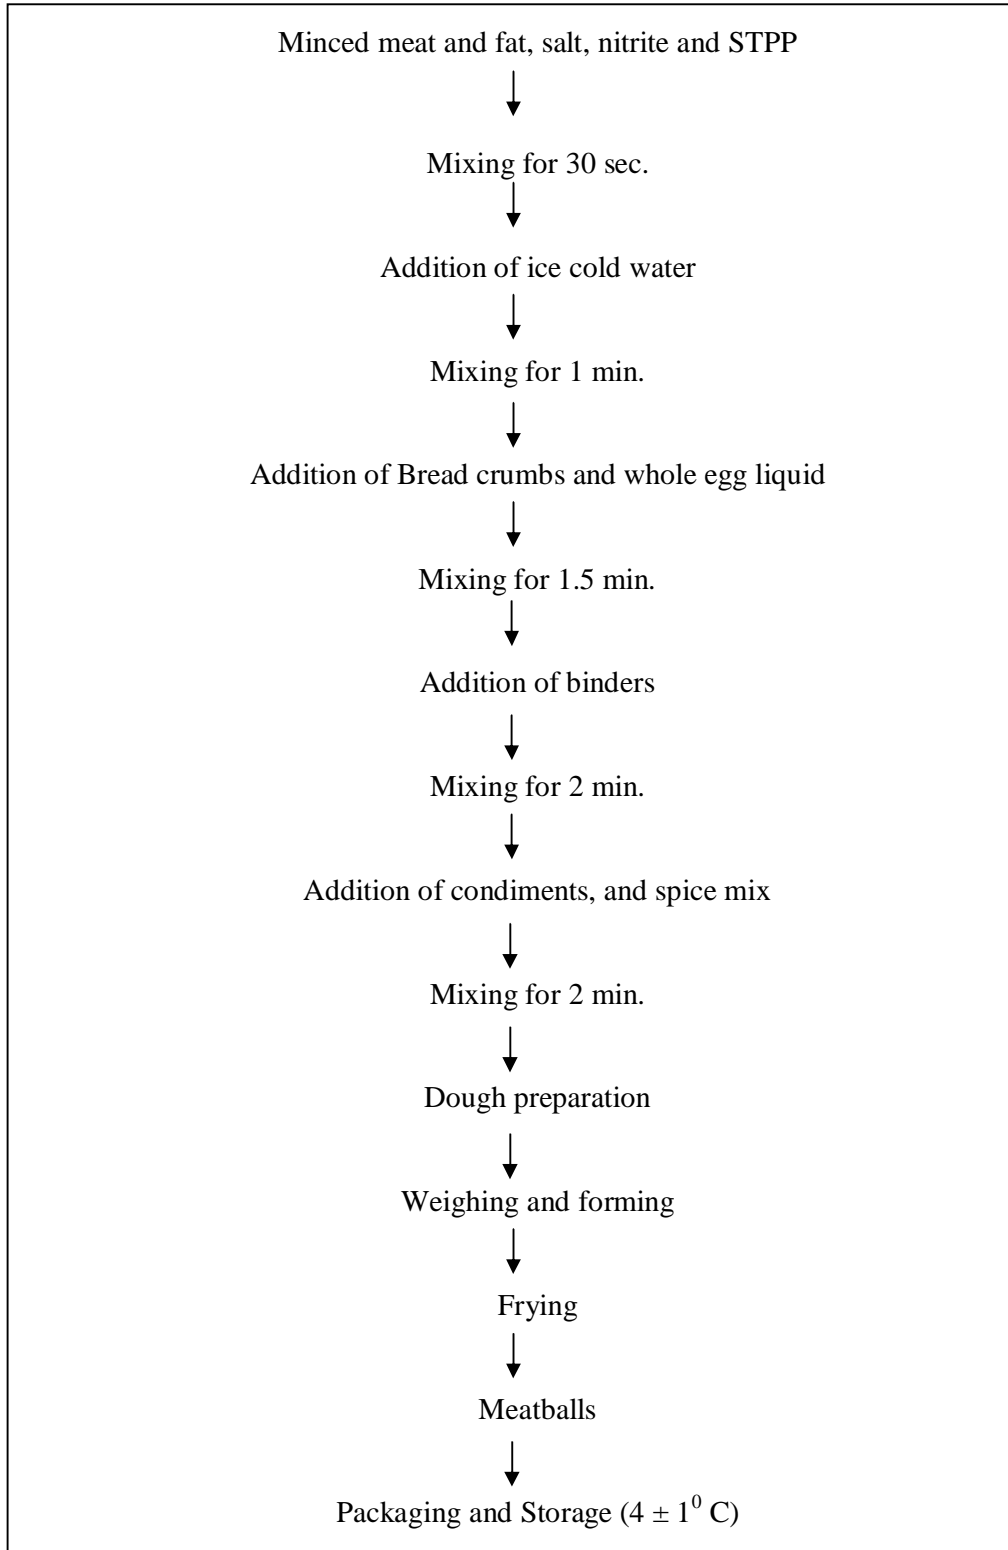 Minced meat and fat, salt, nitrite and STPP
Mixing for 30 sec.
Addition of ice cold water
Mixing for 1 min.
Addition of Bread crumbs and whole egg liquid
Mixing for 1.5 min.
Addition of binders
Mixing for 2 min.
Addition of condiments, and spice mix
Mixing for 2 min.
Dough preparation
Weighing and forming
Frying
Meatballs
Packaging and Storage (4 ± 1⁰ C)